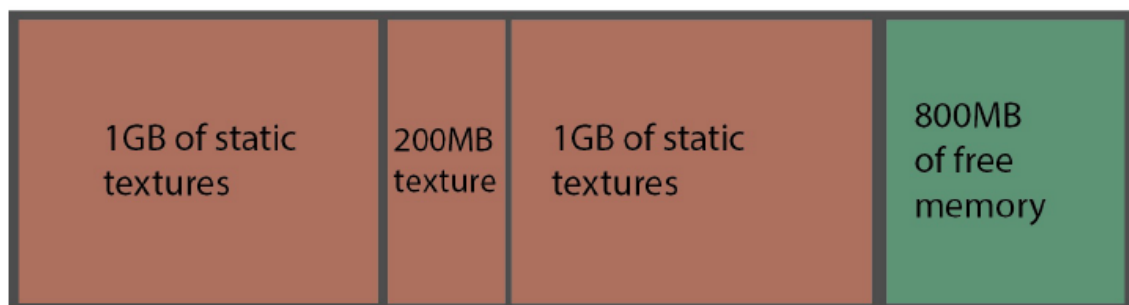 1GB of static
textures
200MB
texture
1GB of static
textures
800MB
of free
memory